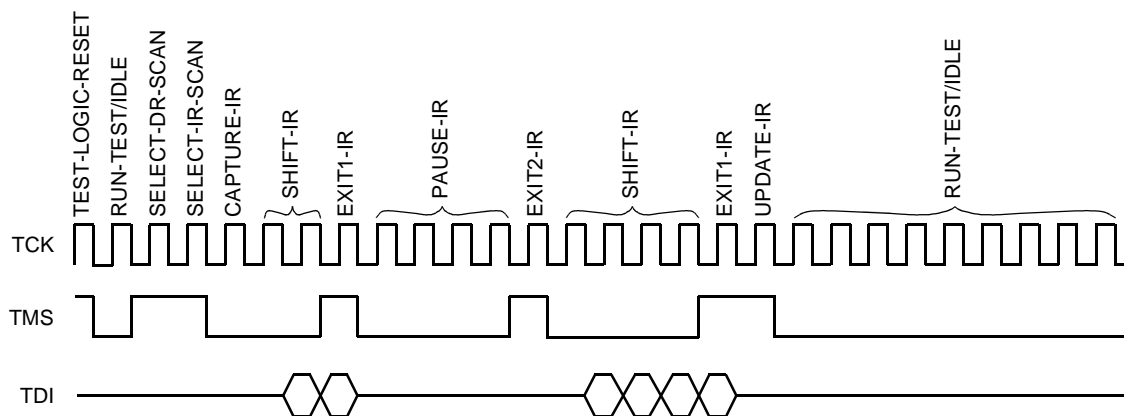 TEST-LOGIC-RESET
RUN-TEST/IDLE
SELECT-DR-SCAN
SELECT-IR-SCAN
CAPTURE-IR
SHIFT-IR
EXIT1-IR
PAUSE-IR
EXIT2-IR
SHIFT-IR
EXIT1-IR
UPDATE-IR
RUN-TEST/IDLE
TCK
TMS
TDI